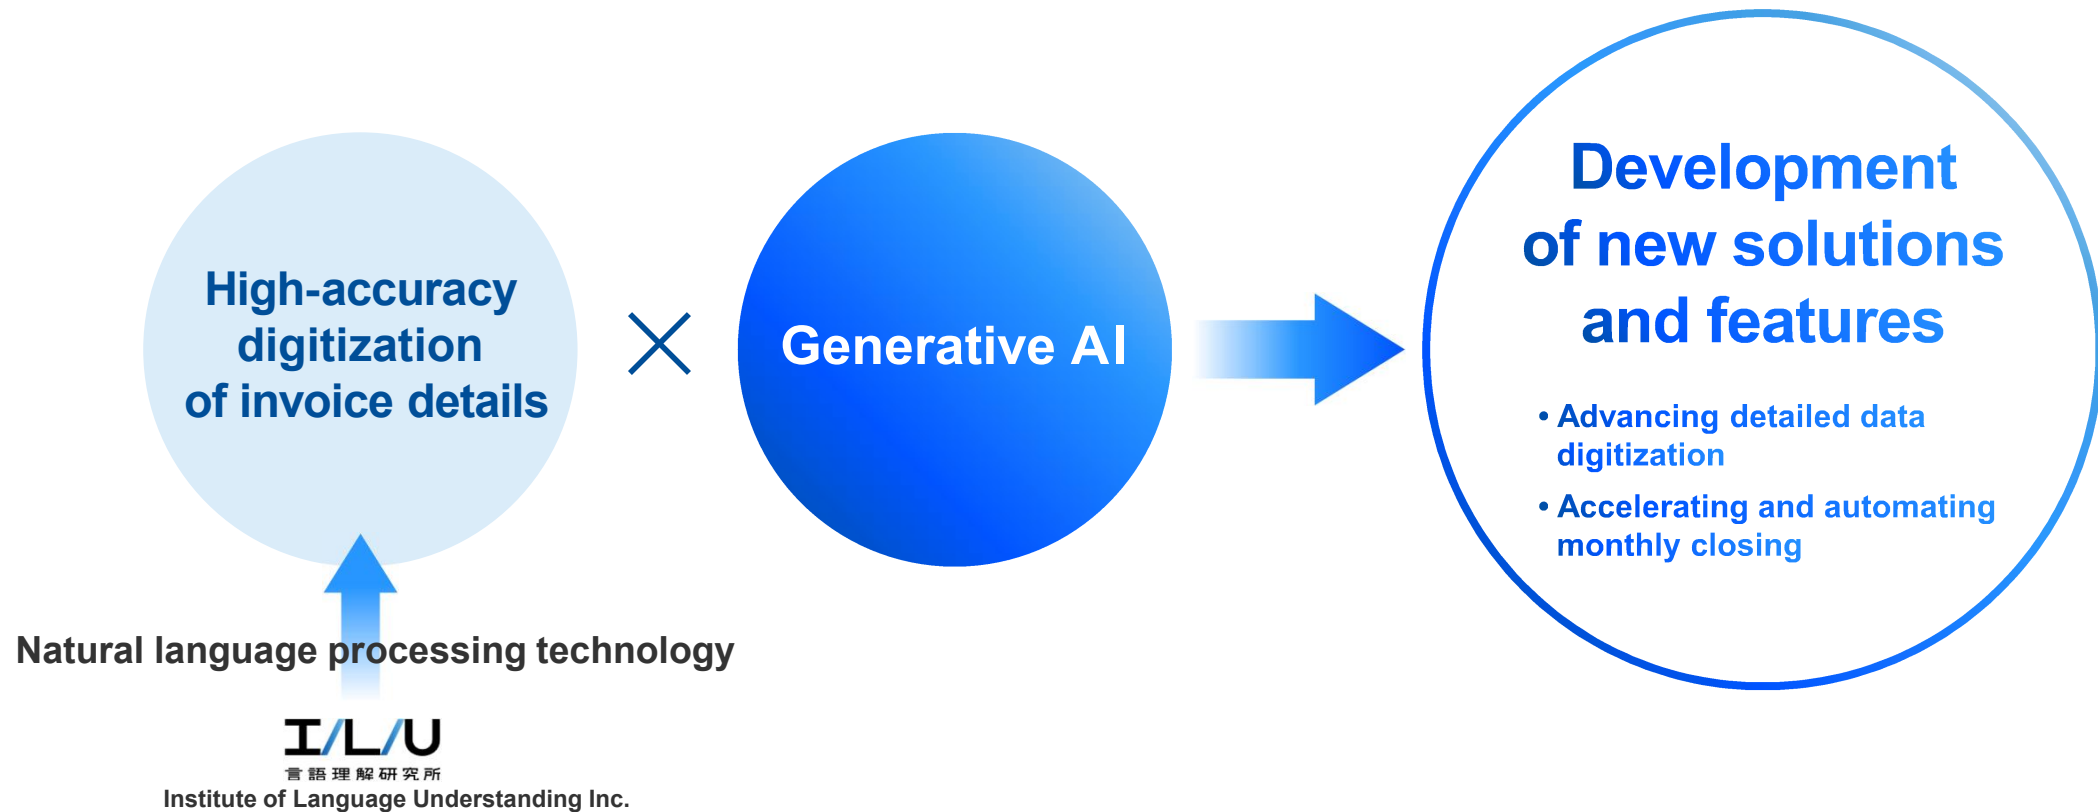 High-accuracy
digitization
of invoice details
Generative AI
Development
of new solutions
and features
• Advancing detailed data
digitization
• Accelerating and automating
monthly closing
Natural language processing technology
I/L/U
言語理解研究所
Institute of Language Understanding Inc.